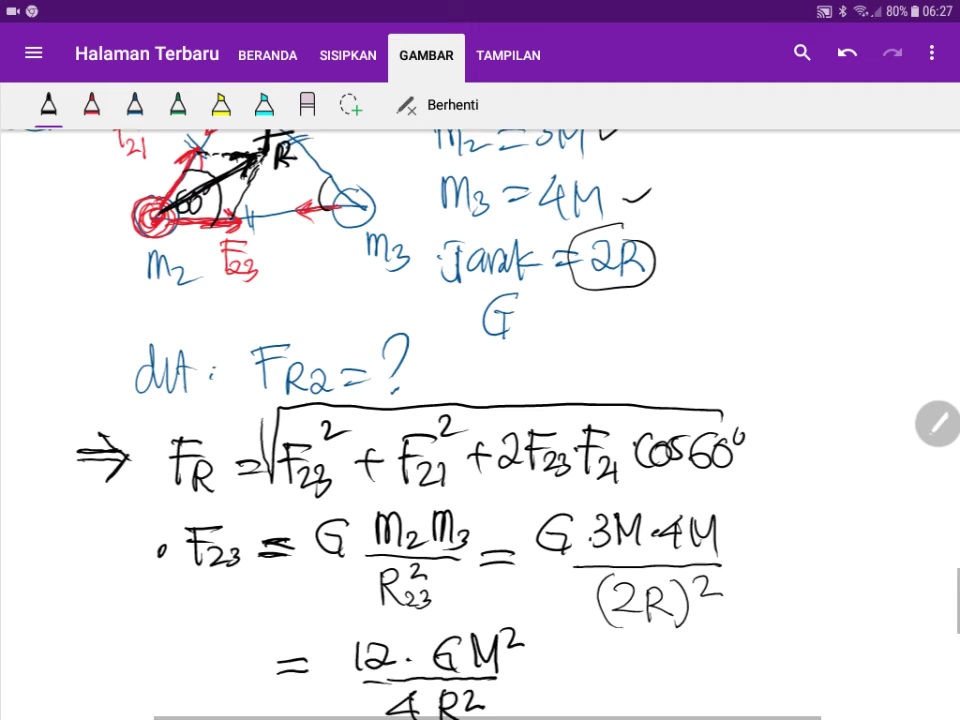 80% 06:27
Halaman Terbaru BERANDA SISIPKAN GAMBAR TAMPILAN
Berhenti
F21
FR
m2 = 3M ✓
60°
m3 = 4M ✓
m2 F23 m3
Jarak = 2R
G
dit : FR2 = ?
⇒ FR = √F23² + F21² + 2F23·F21 cos60°
• F23 = G m2m3/R23² = G·3M·4M/(2R)²
= 12·GM²/4R²